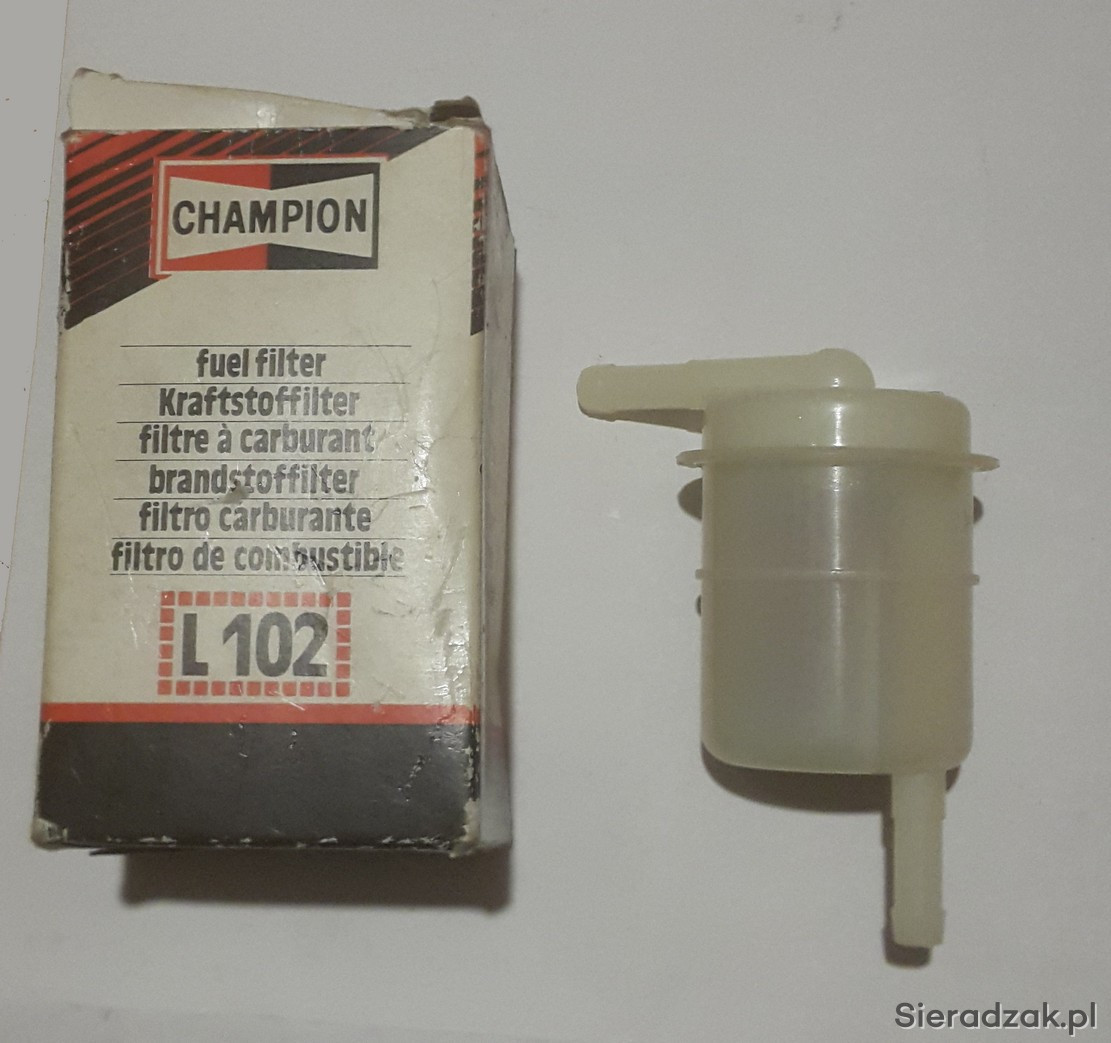 CHAMPION
fuel filter
Kraftstoffilter
filtre à carburant
brandstoffilter
filtro carburante
filtro de combustible
L 102
Sieradzak.pl